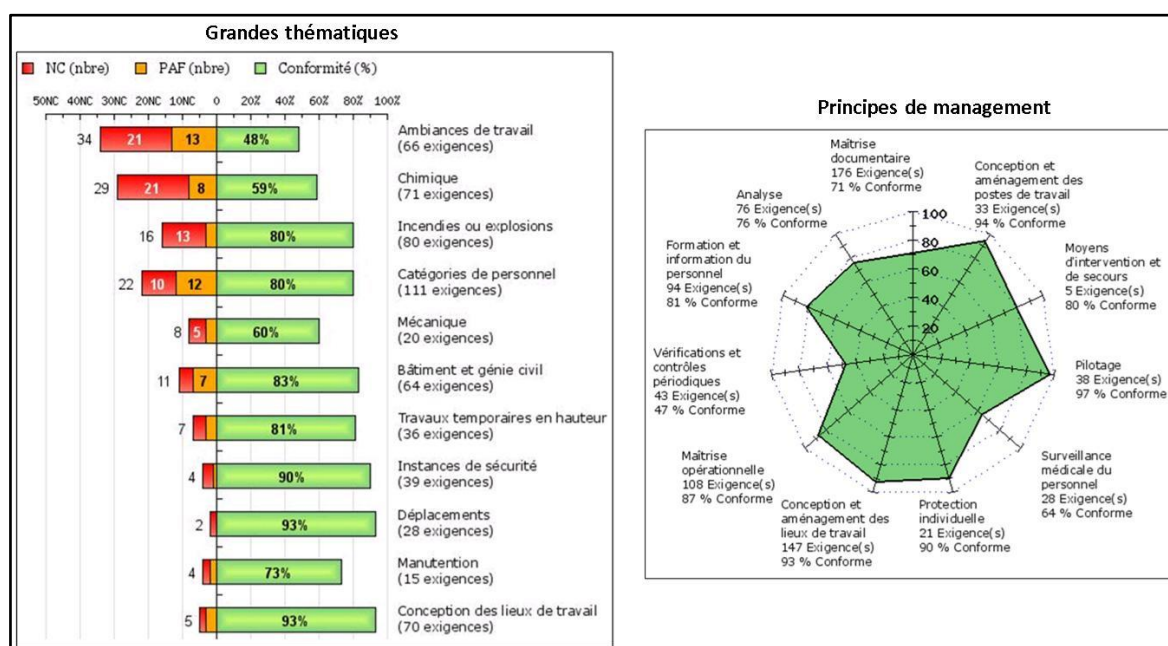 Grandes thématiques
NC (nbre) PAF (nbre) Conformité (%)
50NC 40NC 30NC 20NC 10NC 0 20% 40% 60% 80% 100%
34 21 13 48% Ambiances de travail
(66 exigences)
29 21 8 59% Chimique
(71 exigences)
16 13 80% Incendies ou explosions
(80 exigences)
22 10 12 80% Catégories de personnel
(111 exigences)
8 5 60% Mécanique
(20 exigences)
11 7 83% Bâtiment et génie civil
(64 exigences)
7 81% Travaux temporaires en hauteur
(36 exigences)
4 90% Instances de sécurité
(39 exigences)
2 93% Déplacements
(28 exigences)
4 73% Manutention
(15 exigences)
5 93% Conception des lieux de travail
(70 exigences)
Principes de management
Maîtrise
documentaire
176 Exigence(s)
71 % Conforme
Conception et
aménagement des
postes de travail
33 Exigence(s)
94 % Conforme
Moyens
d'intervention et
de secours
5 Exigence(s)
80 % Conforme
Pilotage
38 Exigence(s)
97 % Conforme
Surveillance
médicale du
personnel
28 Exigence(s)
64 % Conforme
Protection
individuelle
21 Exigence(s)
90 % Conforme
Conception et
aménagement des
lieux de travail
147 Exigence(s)
93 % Conforme
Maîtrise
opérationnelle
108 Exigence(s)
87 % Conforme
Vérifications et
contrôles
périodiques
43 Exigence(s)
47 % Conforme
Formation et
information du
personnel
94 Exigence(s)
81 % Conforme
Analyse
76 Exigence(s)
76 % Conforme
100
80
60
40
20